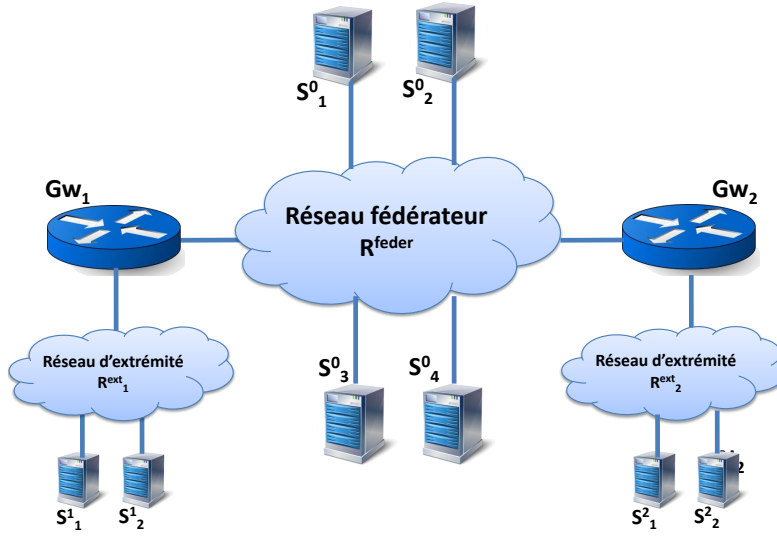 S⁰₁
S⁰₂
Gw₁
Gw₂
Réseau fédérateur
Rᶠᵉᵈᵉʳ
Réseau d'extrémité
Rᵉˣᵗ₁
S⁰₃
S⁰₄
Réseau d'extrémité
Rᵉˣᵗ₂
S¹₁
S¹₂
S²₁
S²₂